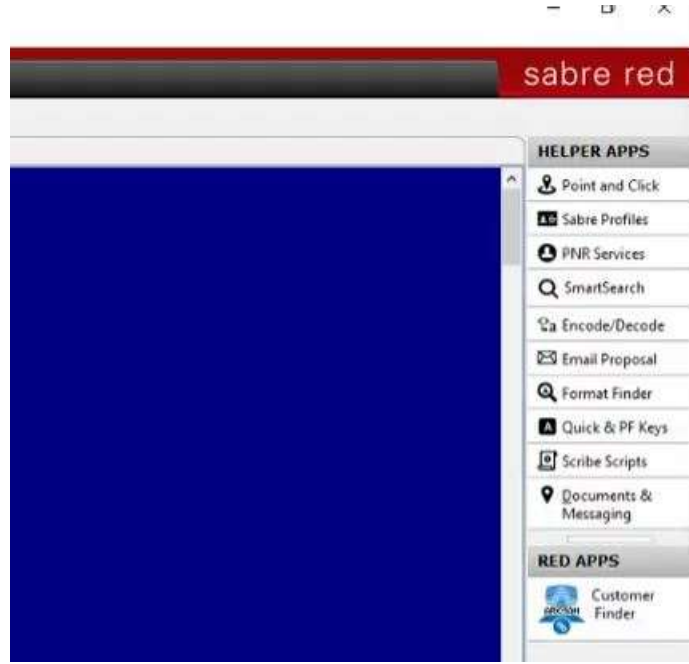 sabre red
HELPER APPS
Point and Click
Sabre Profiles
PNR Services
SmartSearch
Encode/Decode
Email Proposal
Format Finder
A Quick & PF Keys
Scribe Scripts
Documents &
Messaging
RED APPS
Customer
Finder